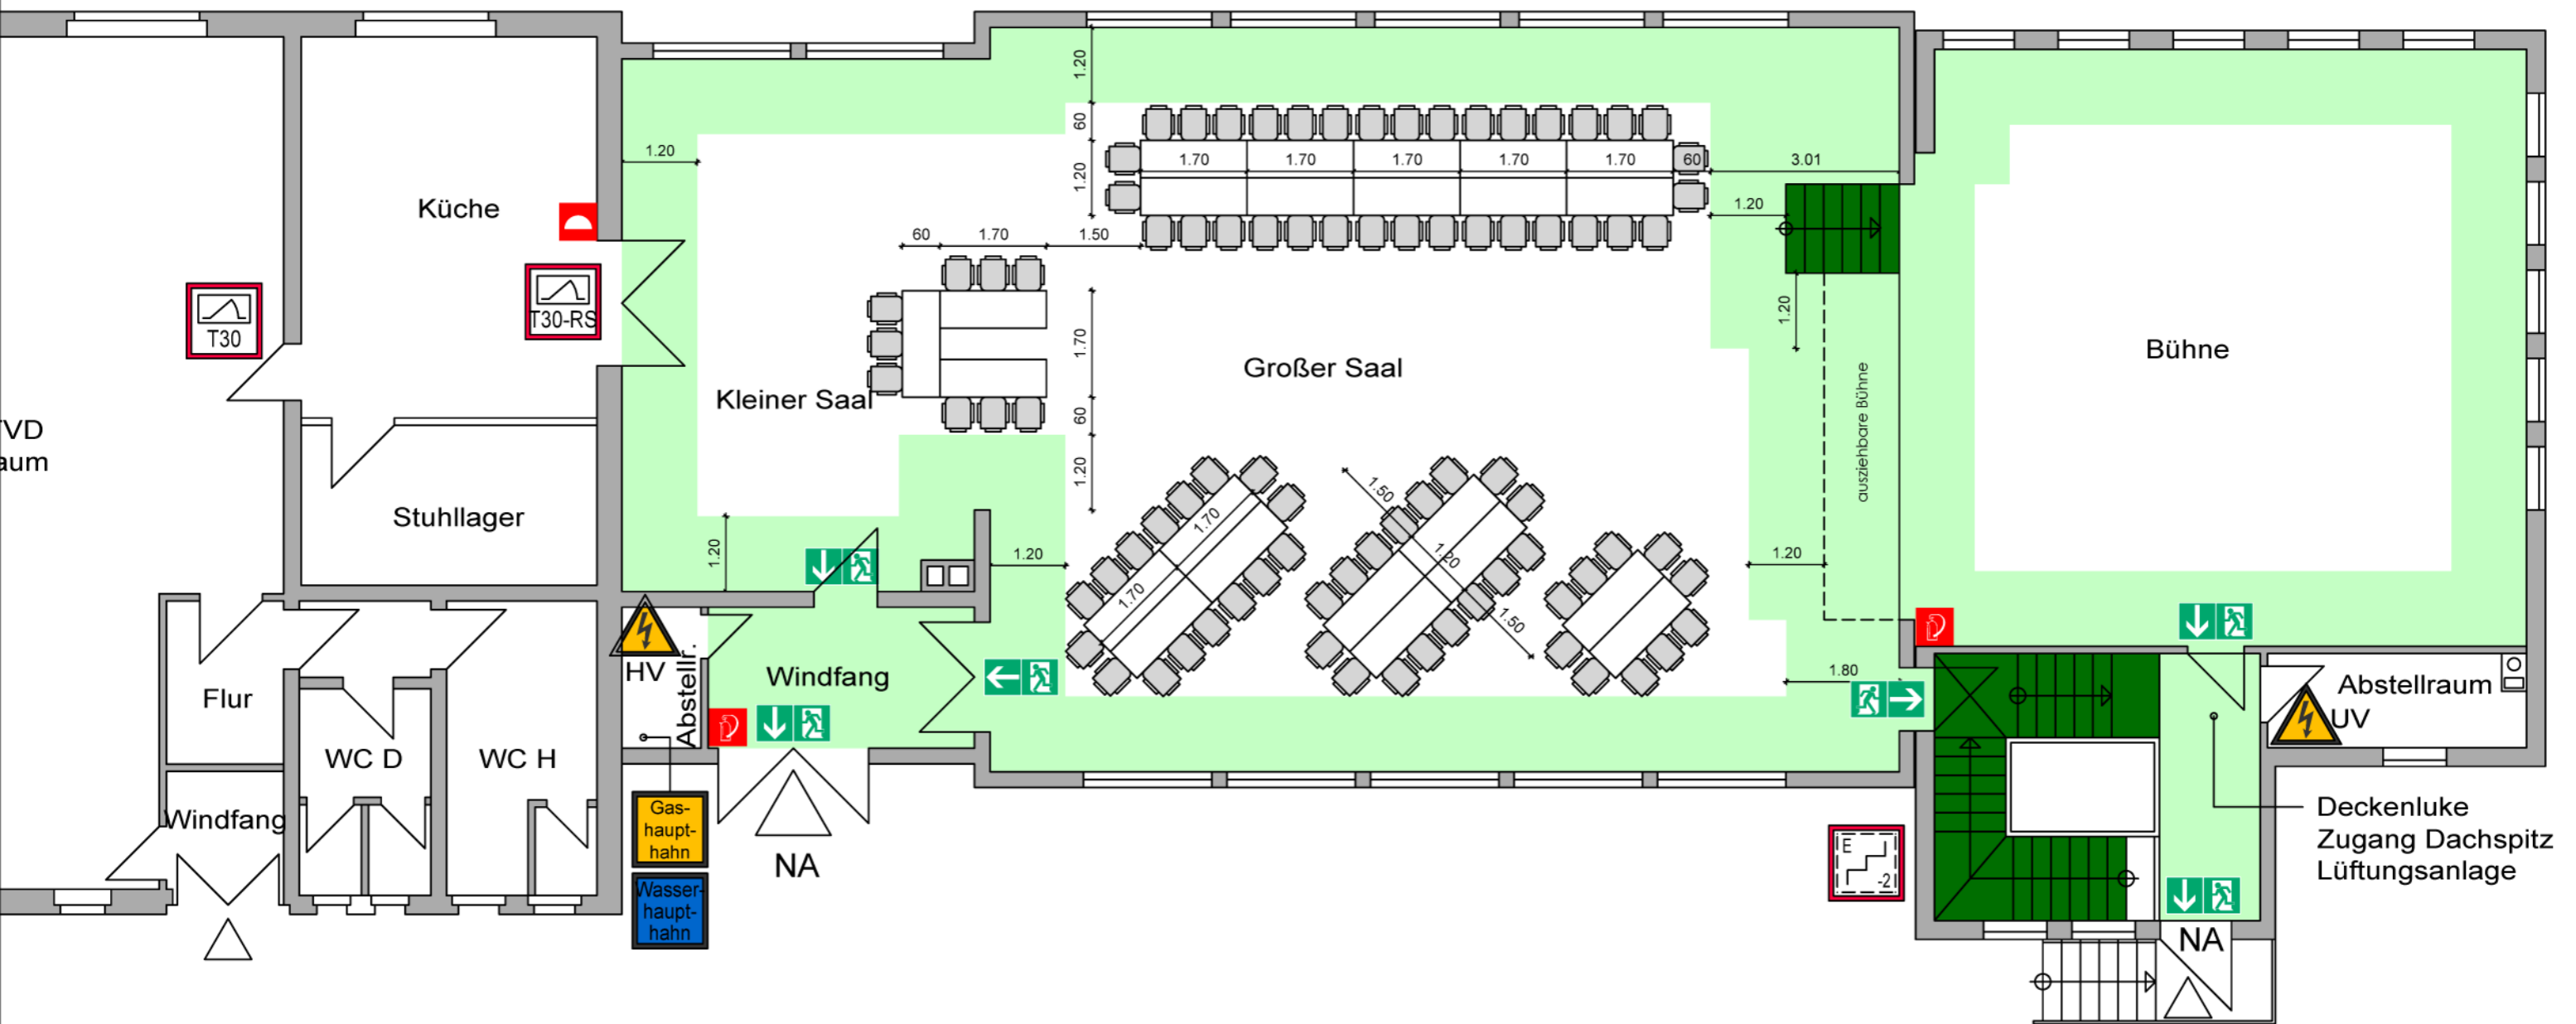 1.20
60
1.20
1.20
1.70
1.70
1.70
1.70
1.70
60
3.01
1.20
60
1.70
1.50
1.20
Küche
T30
T30-RS
1.70
Großer Saal
Bühne
Kleiner Saal
ausziehbare Bühne
60
VD
aum
1.20
Stuhllager
1.20
1.20
1.20
1.70
1.70
1.50
1.20
1.50
1.20
HV
Abstellr.
Windfang
Flur
1.80
Abstellraum
UV
WC D
WC H
Windfang
Gas-
haupt-
hahn
Wasser-
haupt-
hahn
NA
E
-2
Deckenluke
Zugang Dachspitz
Lüftungsanlage
NA